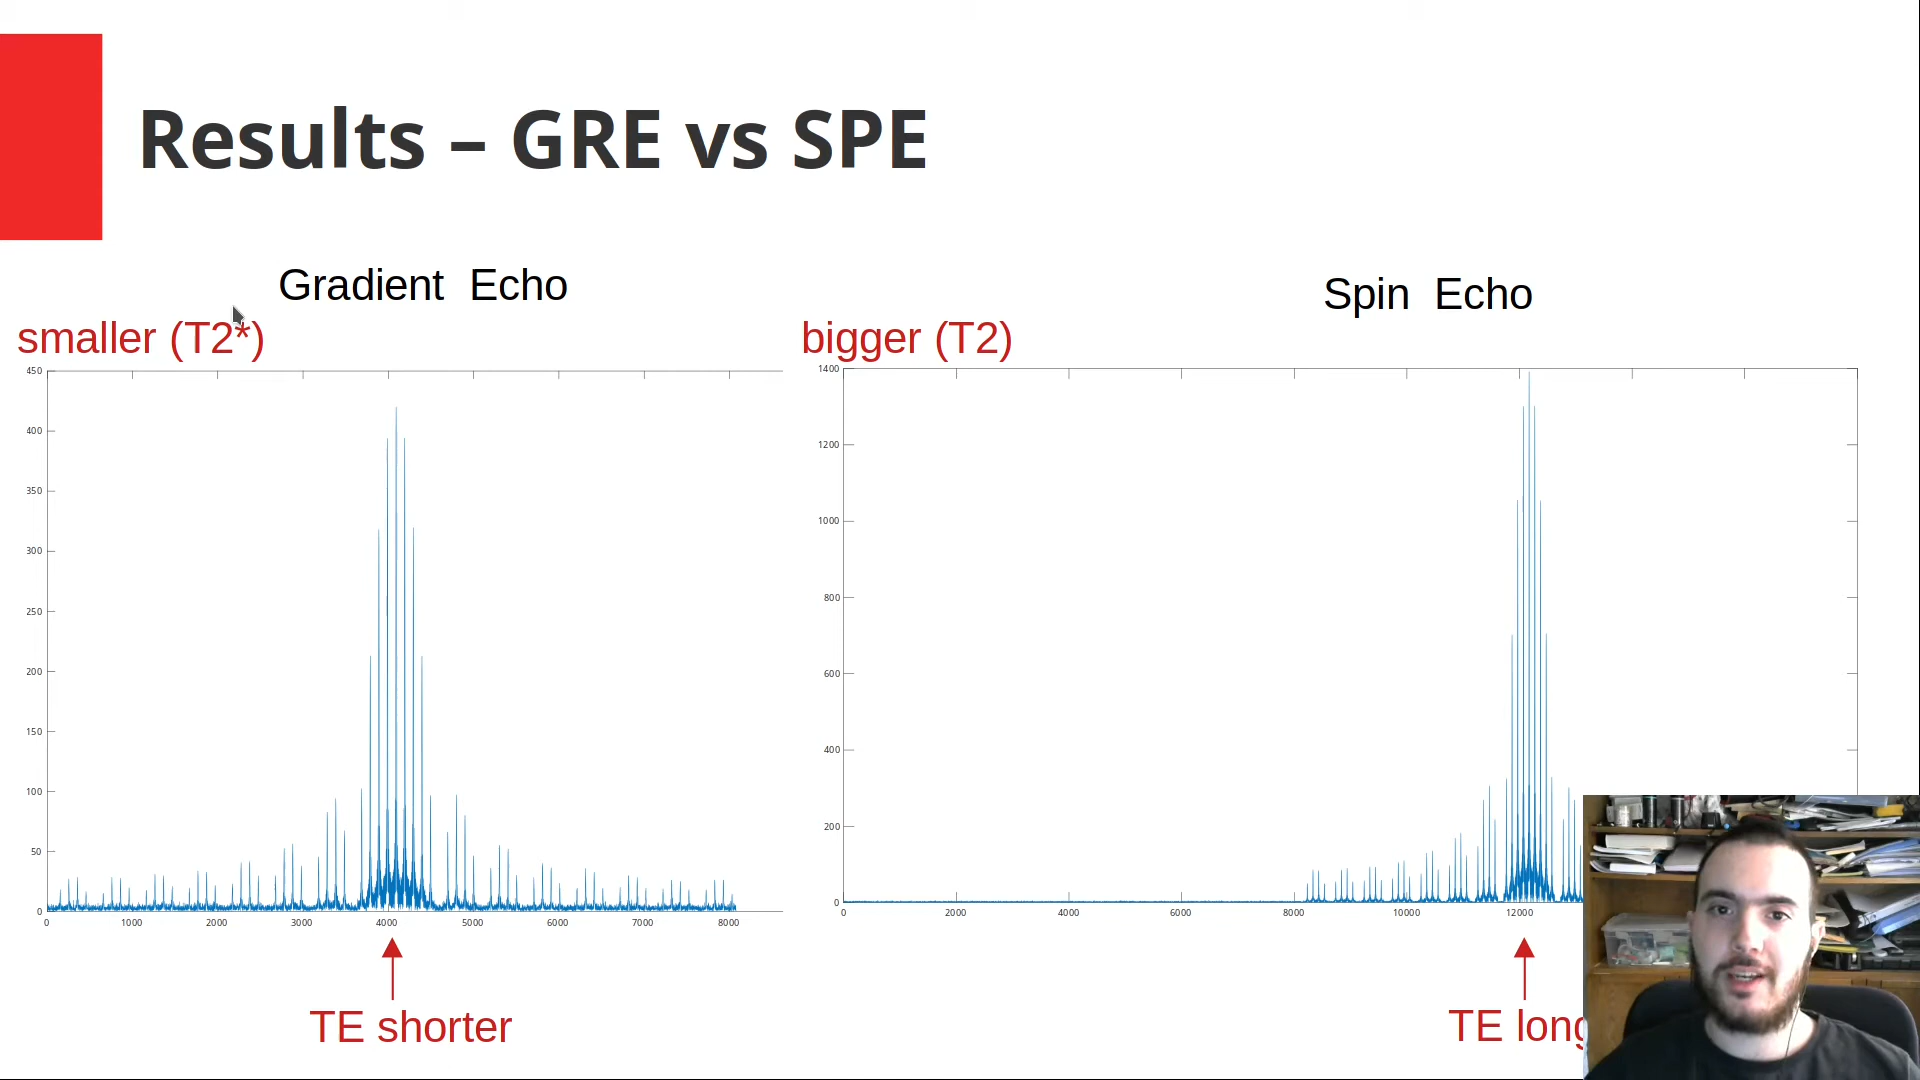 Results – GRE vs SPE
Gradient Echo
Spin Echo
smaller (T2*)
bigger (T2)
450
400
350
300
250
200
150
100
50
0
0 1000 2000 3000 4000 5000 6000 7000 8000
1400
1200
1000
800
600
400
200
0
0 2000 4000 6000 8000 10000 12000
TE shorter
TE long